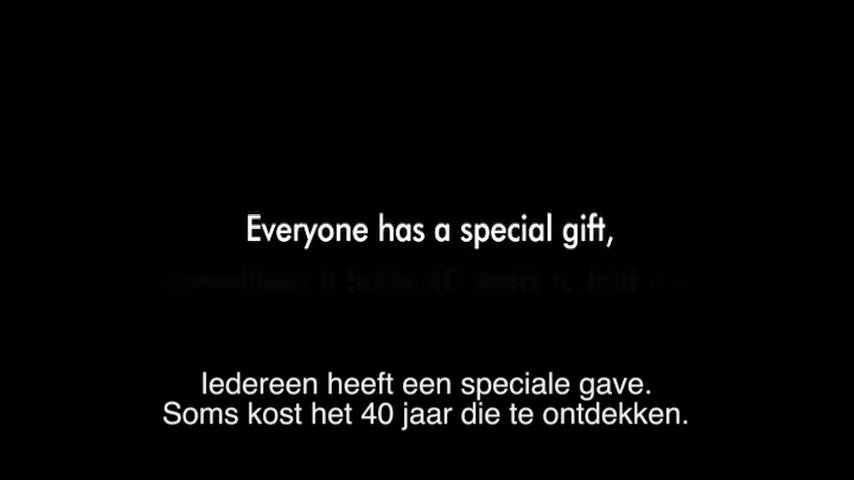 Everyone has a special gift,
Iedereen heeft een speciale gave.
Soms kost het 40 jaar die te ontdekken.